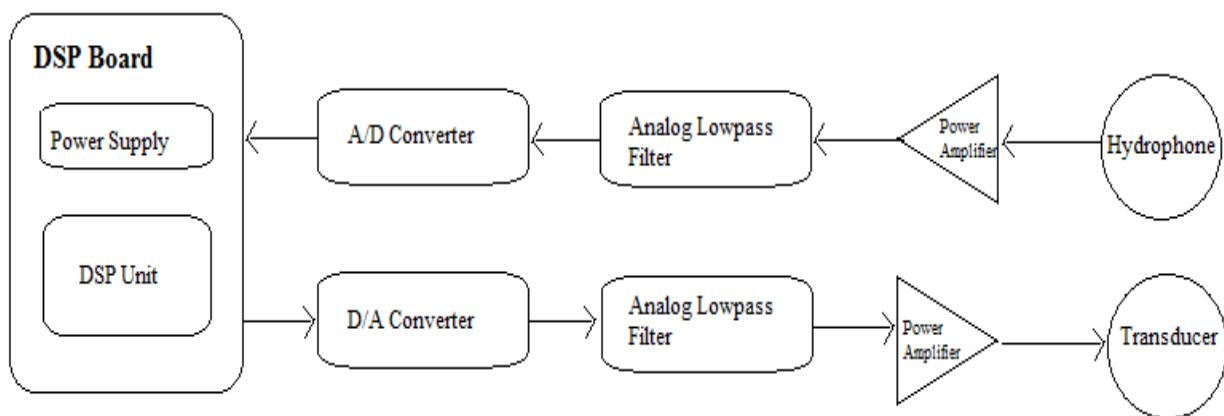 DSP Board
Power Supply
DSP Unit
A/D Converter
Analog Lowpass
Filter
Power
Amplifier
Hydrophone
D/A Converter
Analog Lowpass
Filter
Power
Amplifier
Transducer